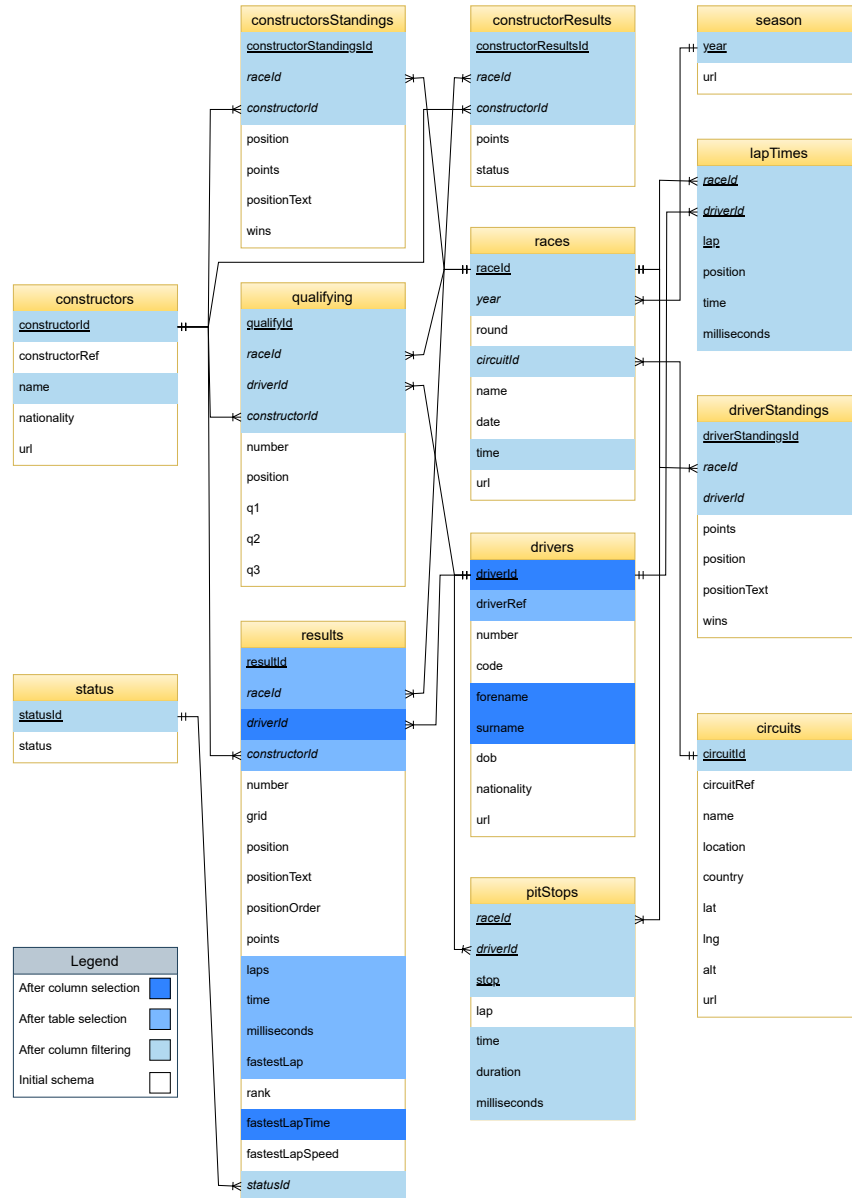 constructorsStandings
constructorStandingsId
raceId
constructorId
position
points
positionText
wins
constructorResults
constructorResultsId
raceId
constructorId
points
status
season
year
url
lapTimes
raceId
driverId
lap
position
time
milliseconds
races
raceId
year
round
circuitId
name
date
time
url
constructors
constructorId
constructorRef
name
nationality
url
qualifying
qualifyId
raceId
driverId
constructorId
number
position
q1
q2
q3
driverStandings
driverStandingsId
raceId
driverId
points
position
positionText
wins
drivers
driverId
driverRef
number
code
forename
surname
dob
nationality
url
results
resultId
raceId
driverId
constructorId
number
grid
position
positionText
positionOrder
points
laps
time
milliseconds
fastestLap
rank
fastestLapTime
fastestLapSpeed
statusId
status
statusId
status
circuits
circuitId
circuitRef
name
location
country
lat
lng
alt
url
pitStops
raceId
driverId
stop
lap
time
duration
milliseconds
Legend
After column selection
After table selection
After column filtering
Initial schema